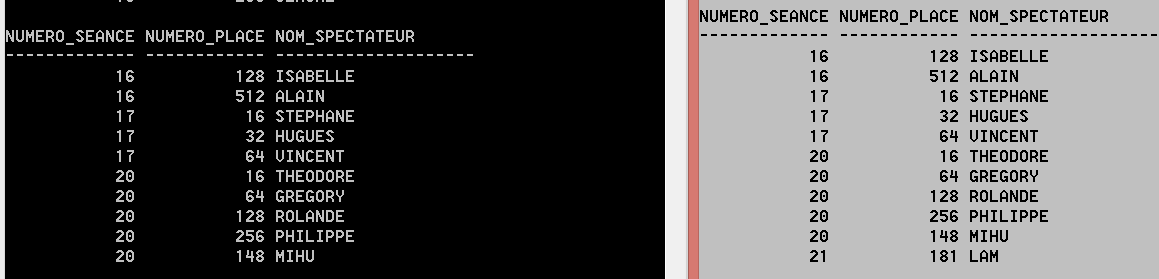 NUMERO_SEANCE NUMERO_PLACE NOM_SPECTATEUR
------------- ------------ --------------------
16 128 ISABELLE
16 512 ALAIN
17 16 STEPHANE
17 32 HUGUES
17 64 VINCENT
20 16 THEODORE
20 64 GREGORY
20 128 ROLANDE
20 256 PHILIPPE
20 148 MIHU
NUMERO_SEANCE NUMERO_PLACE NOM_SPECTATEUR
------------- ------------ -------------------
16 128 ISABELLE
16 512 ALAIN
17 16 STEPHANE
17 32 HUGUES
17 64 VINCENT
20 16 THEODORE
20 64 GREGORY
20 128 ROLANDE
20 256 PHILIPPE
20 148 MIHU
21 181 LAM